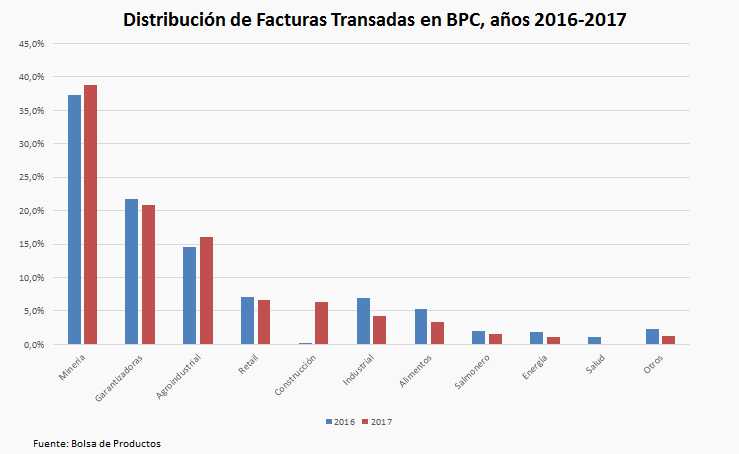 Distribución de Facturas Transadas en BPC, años 2016-2017
45,0%
40,0%
35,0%
30,0%
25,0%
20,0%
15,0%
10,0%
5,0%
0,0%
Minería
Garantizadoras
Agroindustrial
Retail
Construcción
Industrial
Alimentos
Salmonero
Energía
Salud
Otros
2016 2017
Fuente: Bolsa de Productos